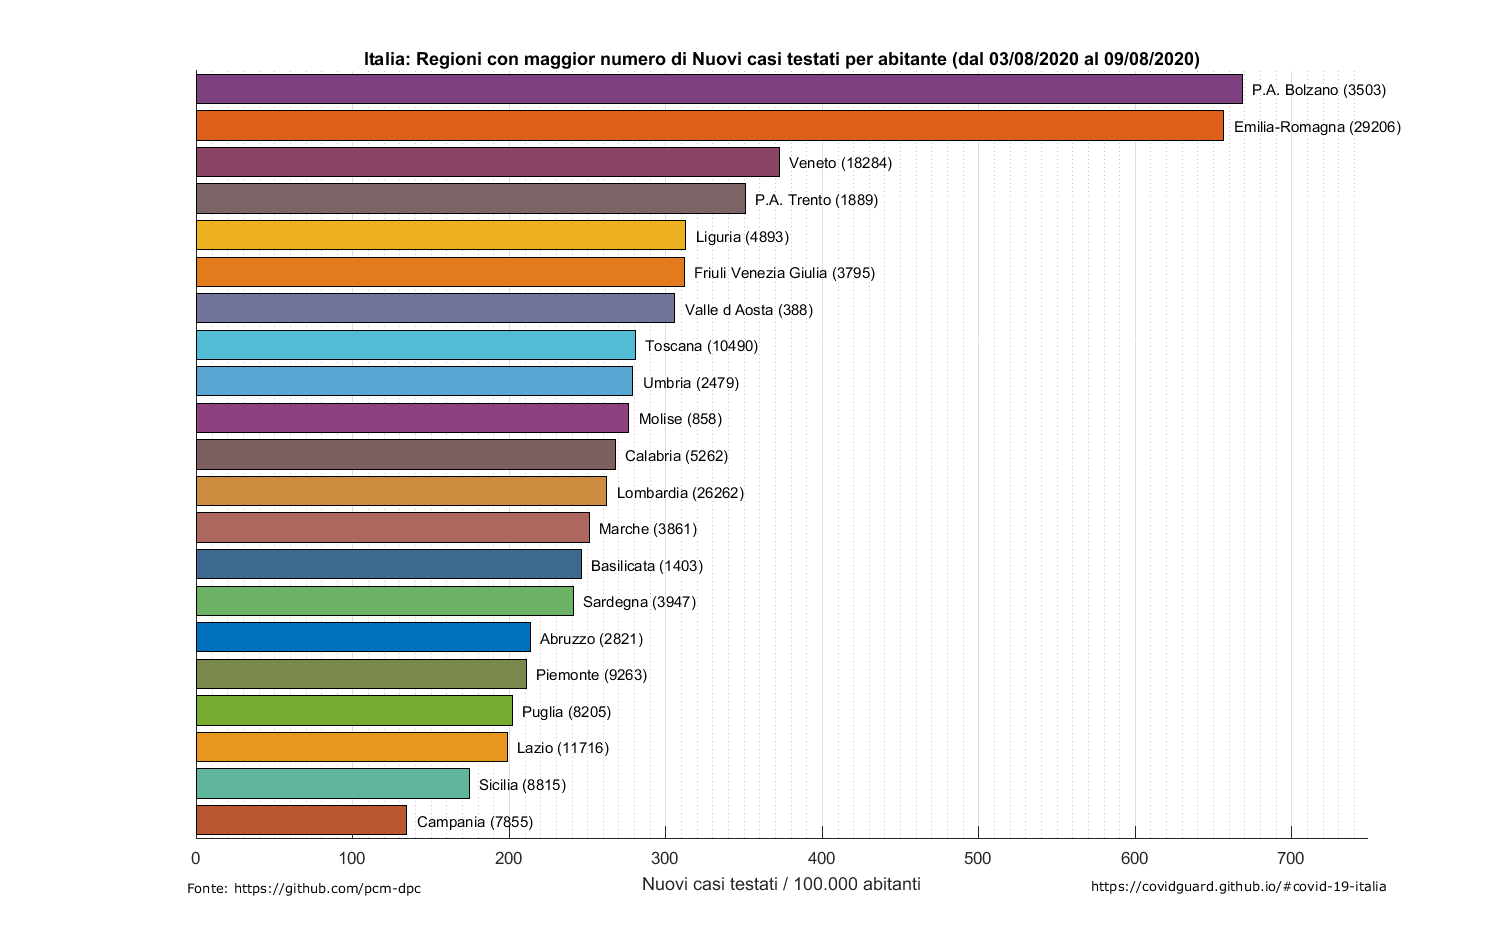 Italia: Regioni con maggior numero di Nuovi casi testati per abitante (dal 03/08/2020 al 09/08/2020)
P.A. Bolzano (3503)
Emilia-Romagna (29206)
Veneto (18284)
P.A. Trento (1889)
Liguria (4893)
Friuli Venezia Giulia (3795)
Valle d Aosta (388)
Toscana (10490)
Umbria (2479)
Molise (858)
Calabria (5262)
Lombardia (26262)
Marche (3861)
Basilicata (1403)
Sardegna (3947)
Abruzzo (2821)
Piemonte (9263)
Puglia (8205)
Lazio (11716)
Sicilia (8815)
Campania (7855)
0 100 200 300 400 500 600 700
Nuovi casi testati / 100.000 abitanti
Fonte: https://github.com/pcm-dpc
https://covidguard.github.io/#covid-19-italia